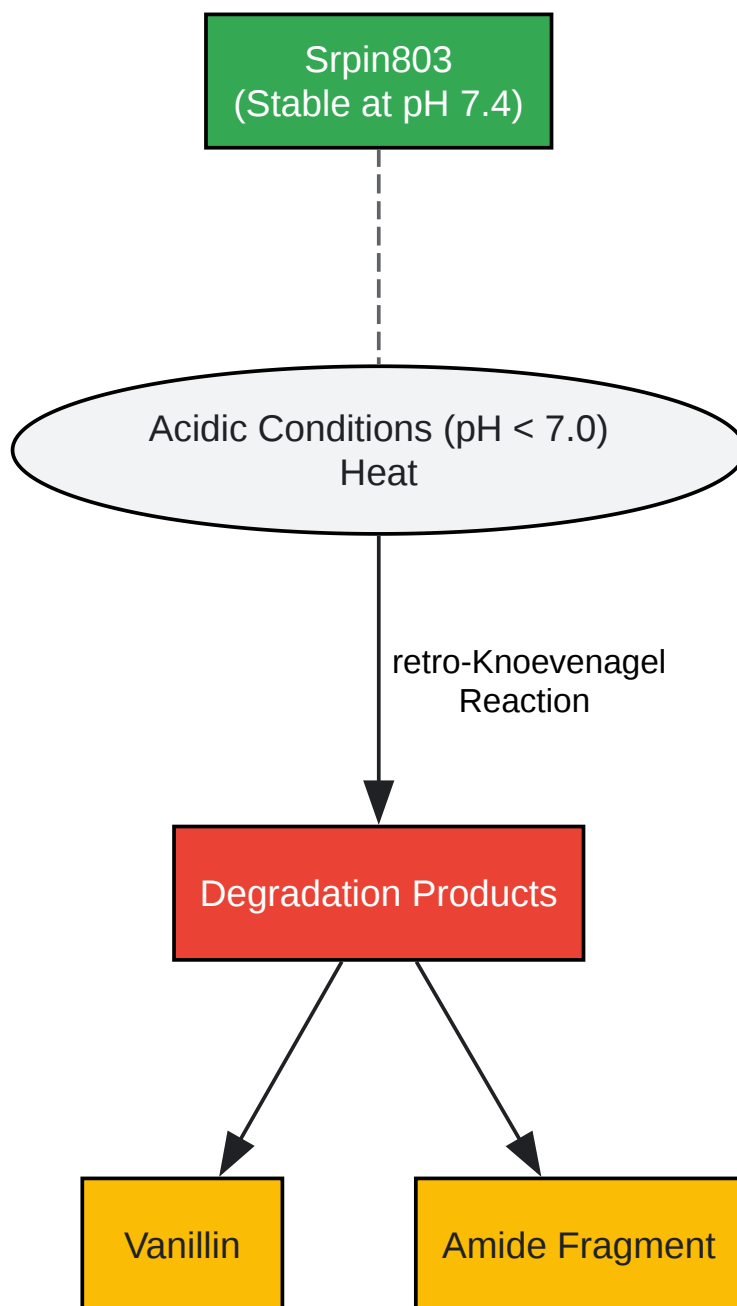 Srpin803
(Stable at pH 7.4)
Acidic Conditions (pH < 7.0)
Heat
retro-Knoevenagel
Reaction
Degradation Products
Vanillin
Amide Fragment